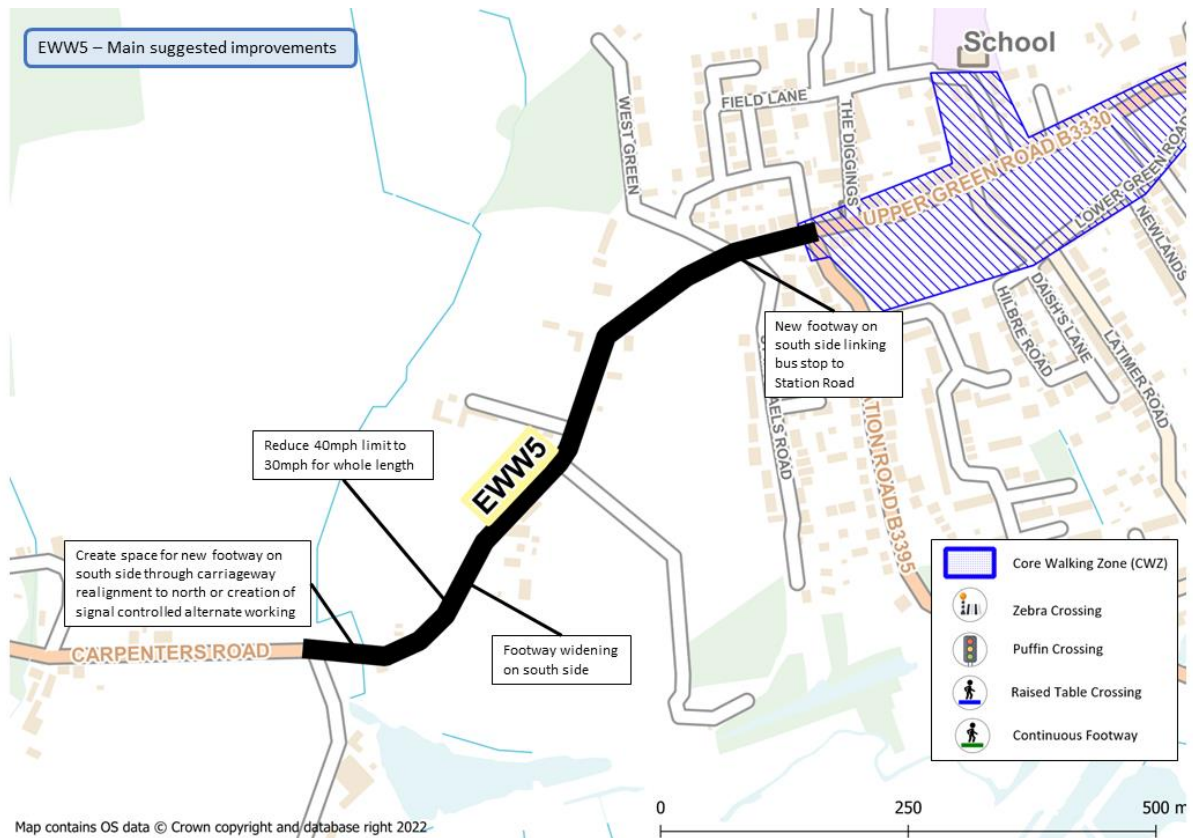 EWW5 – Main suggested improvements
School
FIELD LANE
WEST GREEN
THE DIGGINGS
UPPER GREEN ROAD B3330
LOWER GREEN ROAD
NEWLANDS
DAISH'S LANE
HILBRE ROAD
LATIMER ROAD
New footway on
south side linking
bus stop to
Station Road
AELS ROAD
ATION ROAD B3395
Reduce 40mph limit to
30mph for whole length
EWW5
Create space for new footway on
south side through carriageway
realignment to north or creation of
signal controlled alternate working
CARPENTERS ROAD
Footway widening
on south side
Core Walking Zone (CWZ)
Zebra Crossing
Puffin Crossing
Raised Table Crossing
Continuous Footway
0 250 500 m
Map contains OS data © Crown copyright and database right 2022